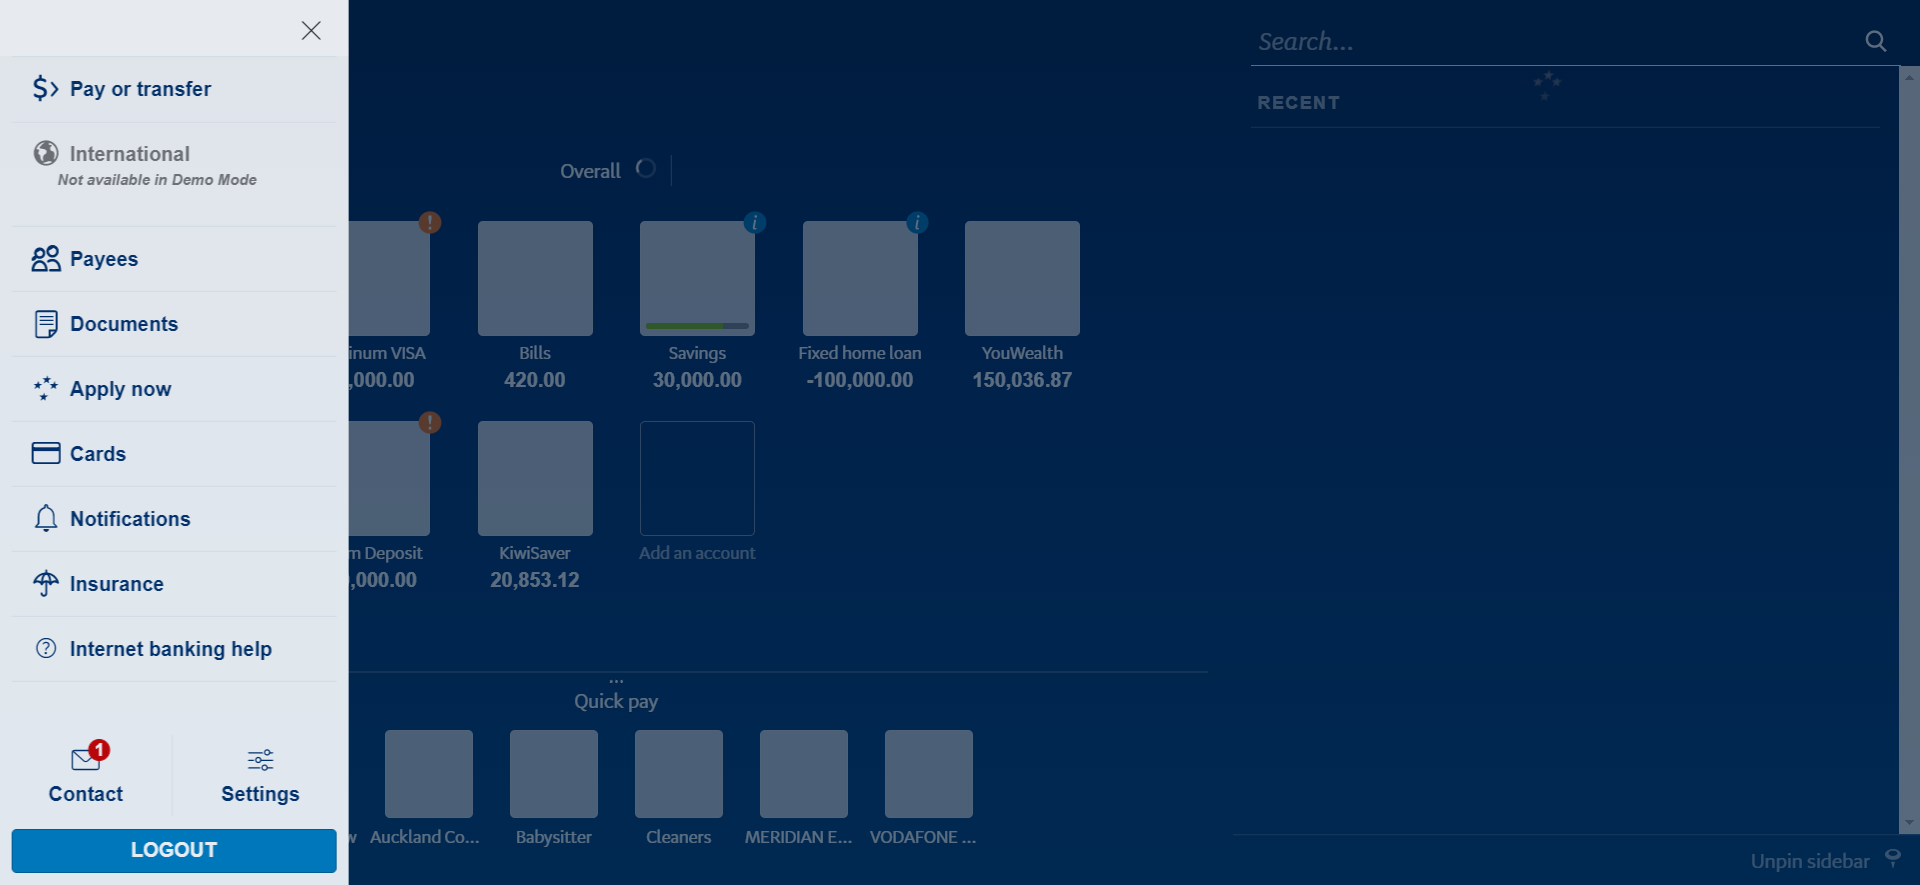 Pay or transfer
International
Not available in Demo Mode
Payees
Documents
Apply now
Cards
Notifications
Insurance
Internet banking help
1
Contact
Settings
LOGOUT
Overall
inum VISA
,000.00
Bills
420.00
Savings
30,000.00
Fixed home loan
-100,000.00
YouWealth
150,036.87
m Deposit
,000.00
KiwiSaver
20,853.12
Add an account
...
Quick pay
w
Auckland Co...
Babysitter
Cleaners
MERIDIAN E...
VODAFONE ...
Search...
RECENT
Unpin sidebar